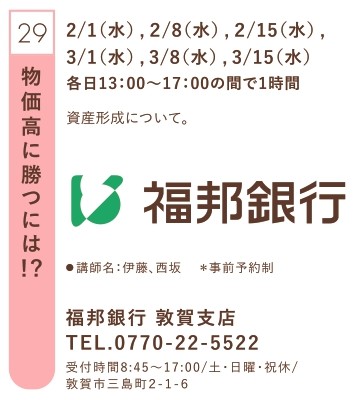 29
物価高に勝つには!?
2/1（水）, 2/8（水）, 2/15（水）,
3/1（水）, 3/8（水）, 3/15（水）
各日13：00〜17：00の間で1時間
資産形成について。
福邦銀行
●講師名：伊藤、西坂　＊事前予約制
福邦銀行 敦賀支店
TEL.0770-22-5522
受付時間8:45〜17:00/土・日曜・祝休/
敦賀市三島町2-1-6